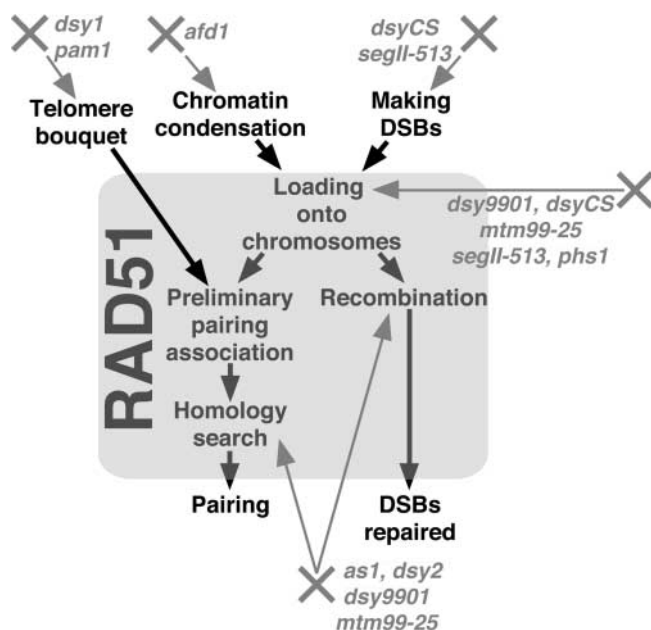 dsy1
pam1
afd1
dsyCS
segII-513
Telomere
bouquet
Chromatin
condensation
Making
DSBs
RAD51
Loading
onto
chromosomes
dsy9901, dsyCS
mtm99-25
segII-513, phs1
Preliminary
pairing
association
Recombination
Homology
search
Pairing
DSBs
repaired
as1, dsy2
dsy9901
mtm99-25